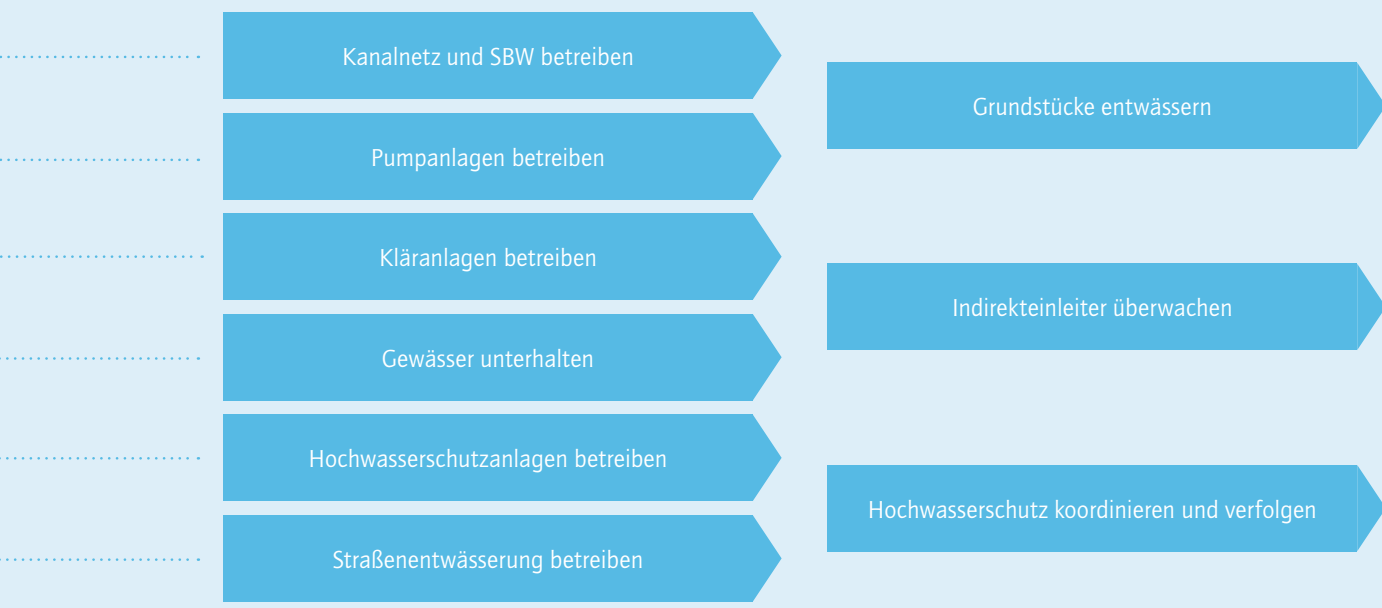 Kanalnetz und SBW betreiben
Pumpanlagen betreiben
Kläranlagen betreiben
Gewässer unterhalten
Hochwasserschutzanlagen betreiben
Straßenentwässerung betreiben
Grundstücke entwässern
Indirekteinleiter überwachen
Hochwasserschutz koordinieren und verfolgen